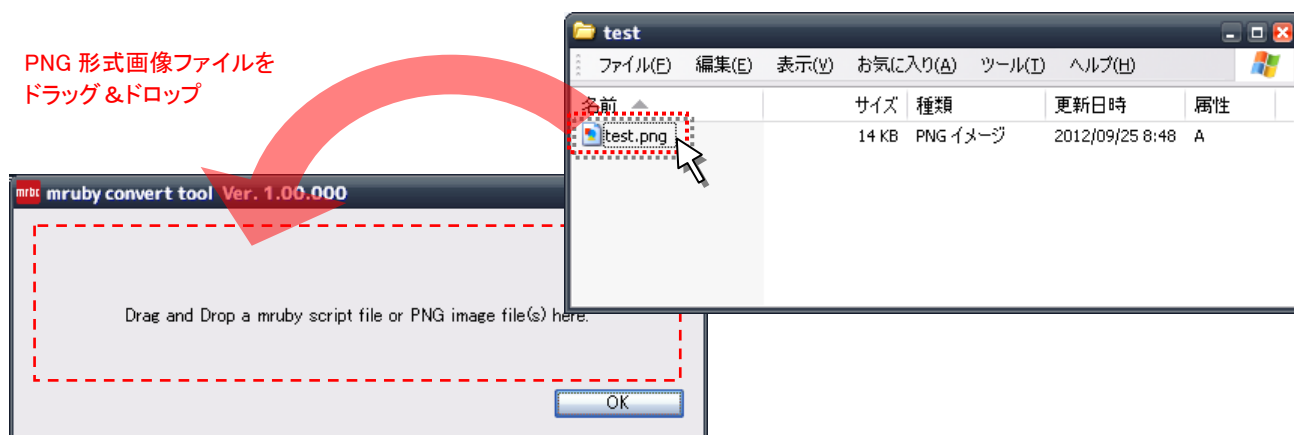 PNG 形式画像ファイルを
ドラッグ &ドロップ
test
ファイル(F) 編集(E) 表示(V) お気に入り(A) ツール(T) ヘルプ(H)
名前 サイズ 種類 更新日時 属性
test.png 14 KB PNG イメージ 2012/09/25 8:48 A
mrbc mruby convert tool Ver. 1.00.000
Drag and Drop a mruby script file or PNG image file(s) here.
OK